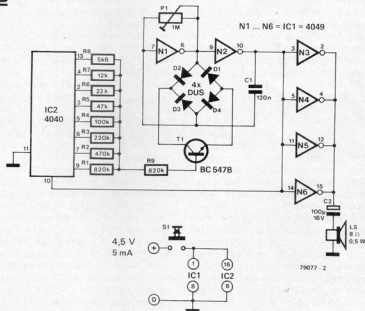 P1
1M
N1 ... N6 = IC1 = 4049
7
N1
6
9
N2
10
3
N3
2
D2
D1
4x
DUS
D3
D4
C1
120n
13
R8
5k6
4
R7
12k
2
R6
22k
3
R5
47k
5
R4
100k
6
R3
220k
7
R2
470k
9
R1
820k
IC2
4040
11
10
R9
820k
T1
BC 547B
5
N4
4
11
N5
12
14
N6
15
C2
100µ
16V
LS
8 Ω
0,5 W
79077 - 2
S1
4,5 V
5 mA
+
1
IC1
8
16
IC2
8
0